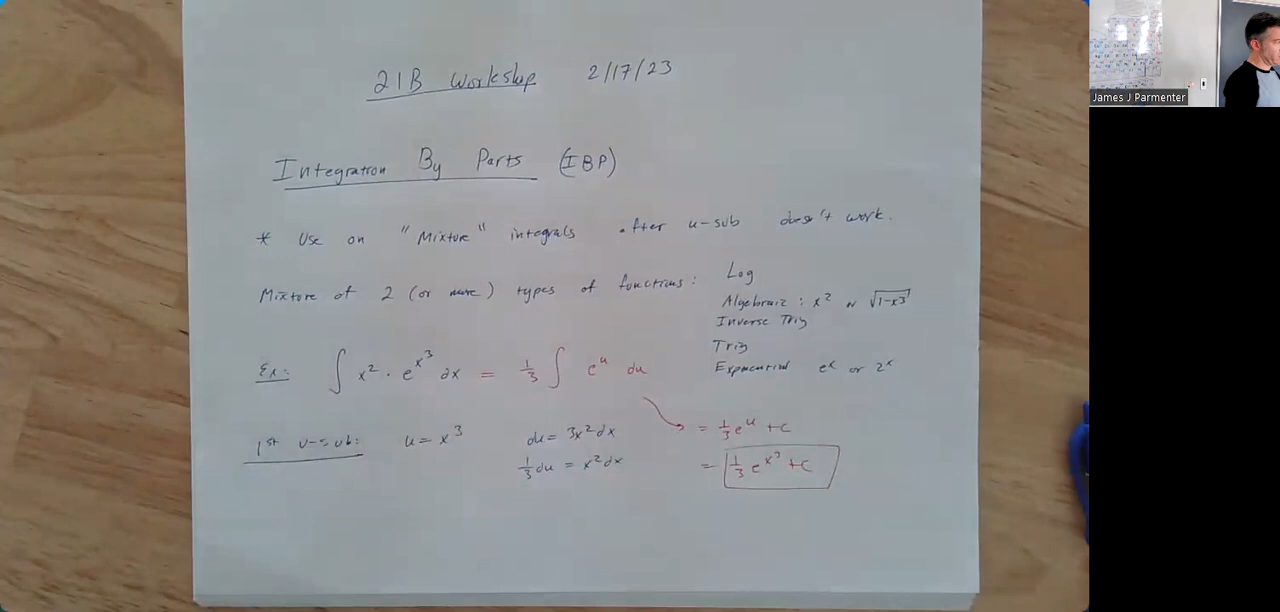 21B Workshop 2/17/23
Integration By Parts (IBP)
* Use on "Mixture" integrals after u-sub doesn't work.
Mixture of 2 (or more) types of functions:
Log
Algebraic : x² or √(1-x³)
Inverse Trig
Trig
Exponential eˣ or 2ˣ
Ex: ∫ x² · e^(x³) dx = 1/3 ∫ e^u du
= 1/3 e^u + C
= 1/3 e^(x³) + C
1st u-sub: u = x³ du = 3x² dx
1/3 du = x² dx
James J Parmenter